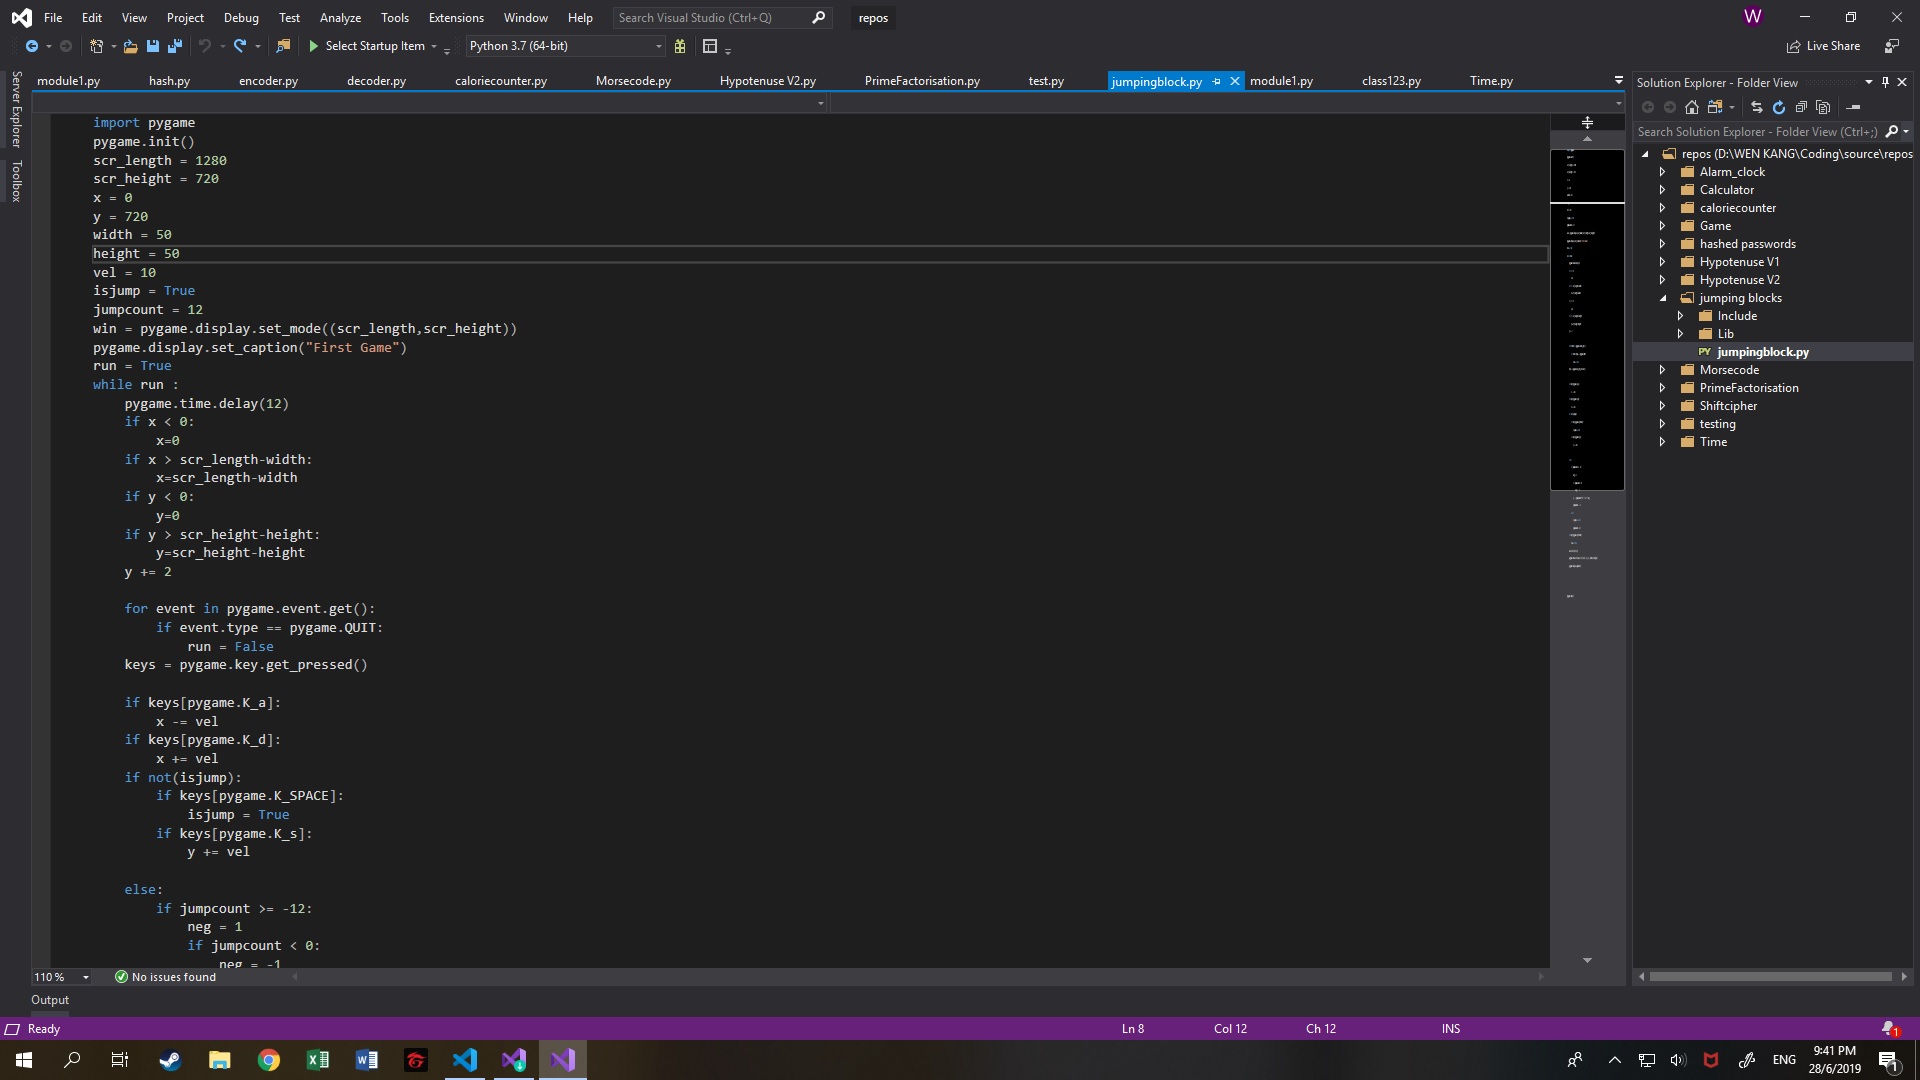 File Edit View Project Debug Test Analyze Tools Extensions Window Help Search Visual Studio (Ctrl+Q) repos W
Select Startup Item Python 3.7 (64-bit) Live Share
Server Explorer
Toolbox
module1.py hash.py encoder.py decoder.py caloriecounter.py Morsecode.py Hypotenuse V2.py PrimeFactorisation.py test.py jumpingblock.py module1.py class123.py Time.py
import pygame
pygame.init()
scr_length = 1280
scr_height = 720
x = 0
y = 720
width = 50
height = 50
vel = 10
isjump = True
jumpcount = 12
win = pygame.display.set_mode((scr_length,scr_height))
pygame.display.set_caption("First Game")
run = True
while run :
    pygame.time.delay(12)
    if x < 0:
        x=0
    if x > scr_length-width:
        x=scr_length-width
    if y < 0:
        y=0
    if y > scr_height-height:
        y=scr_height-height
    y += 2
    for event in pygame.event.get():
        if event.type == pygame.QUIT:
            run = False
    keys = pygame.key.get_pressed()
    if keys[pygame.K_a]:
        x -= vel
    if keys[pygame.K_d]:
        x += vel
    if not(isjump):
        if keys[pygame.K_SPACE]:
            isjump = True
        if keys[pygame.K_s]:
            y += vel
    else:
        if jumpcount >= -12:
            neg = 1
            if jumpcount < 0:
                neg = -1
Solution Explorer - Folder View
Search Solution Explorer - Folder View (Ctrl+;)
repos (D:\WEN KANG\Coding\source\repos
Alarm_clock
Calculator
caloriecounter
Game
hashed passwords
Hypotenuse V1
Hypotenuse V2
jumping blocks
Include
Lib
PY jumpingblock.py
Morsecode
PrimeFactorisation
Shiftcipher
testing
Time
110 % No issues found
Output
Ready Ln 8 Col 12 Ch 12 INS 1
ENG 9:41 PM 1
28/6/2019